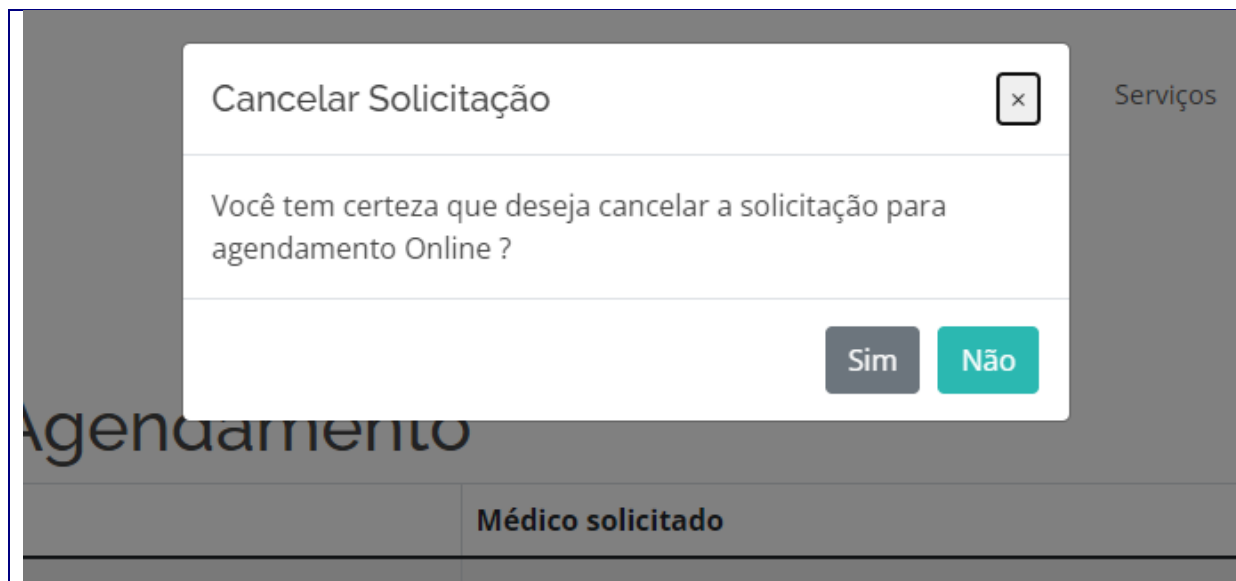 Cancelar Solicitação
×
Serviços
Você tem certeza que deseja cancelar a solicitação para
agendamento Online ?
Sim
Não
Agendamento
Médico solicitado